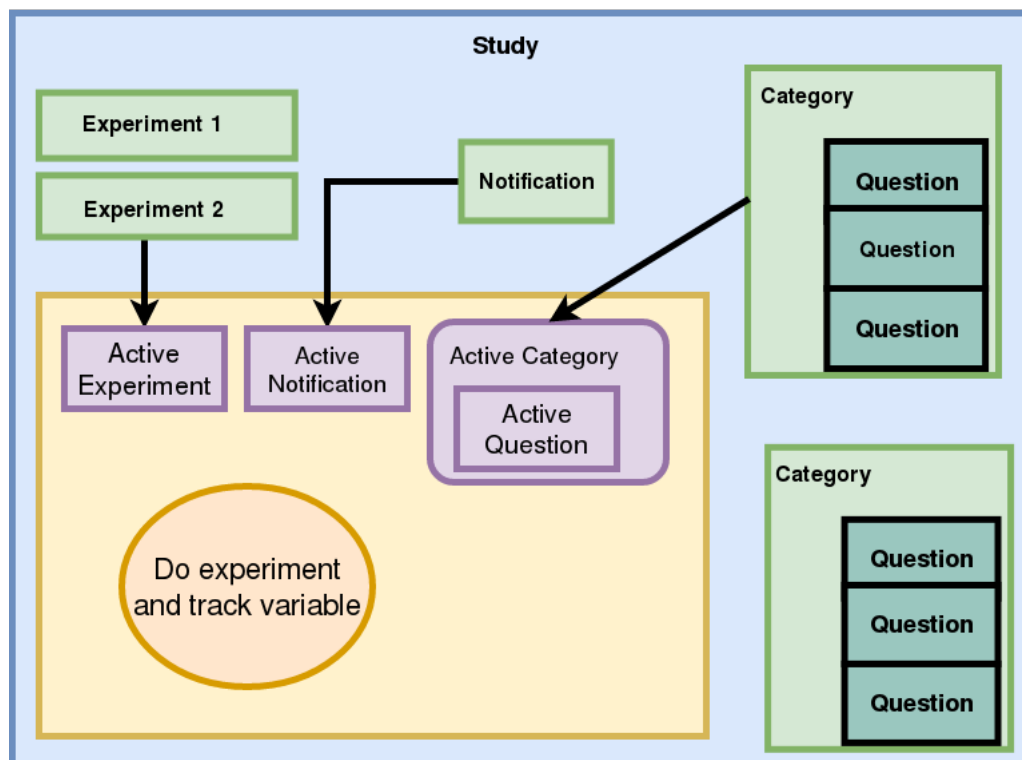 Study
Experiment 1
Experiment 2
Notification
Category
Question
Question
Question
Active
Experiment
Active
Notification
Active Category
Active
Question
Do experiment
and track variable
Category
Question
Question
Question